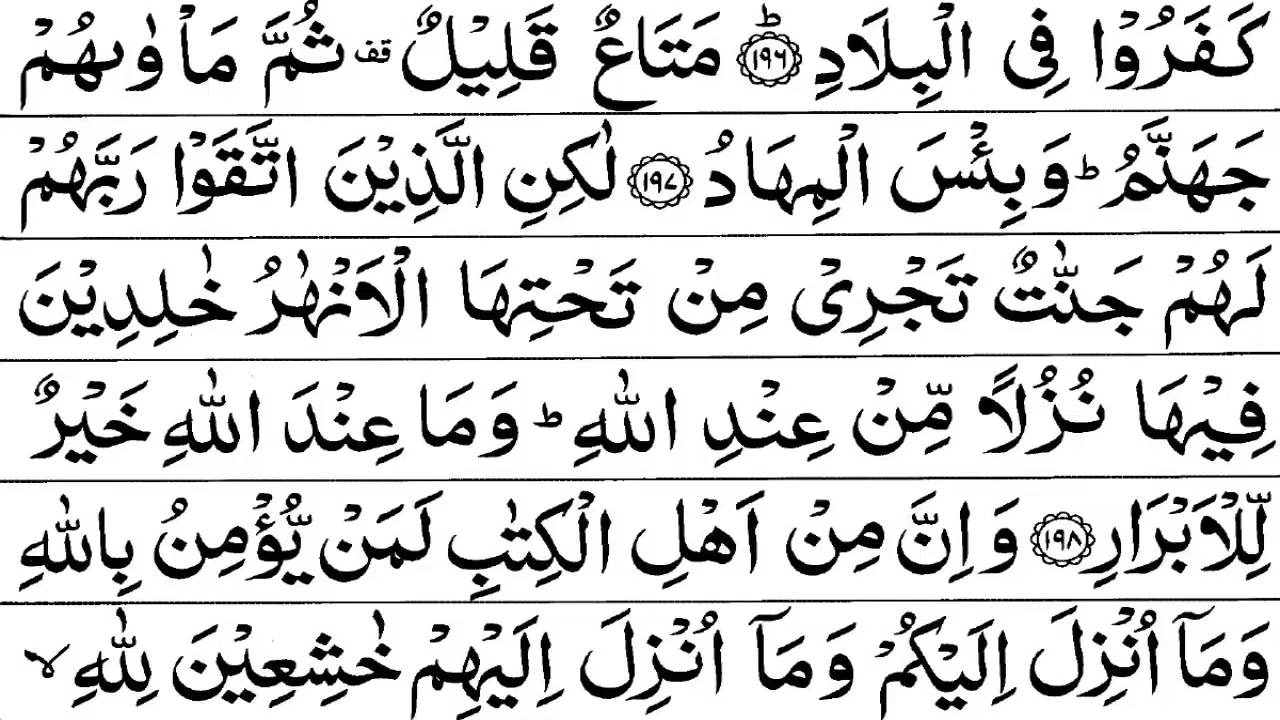 كَفَرُوْا فِى الْبِلَادِ ؕ‏﴿۱۹۶﴾ مَتَاعٌ قَلِيْلٌ قف ثُمَّ مَاْوٰىهُمْ
جَهَنَّمُ ؕ وَبِئْسَ الْمِهَادُ ﴿۱۹۷﴾ لٰكِنِ الَّذِيْنَ اتَّقَوْا رَبَّهُمْ
لَهُمْ جَنّٰتٌ تَجْرِىْ مِنْ تَحْتِهَا الْاَنْهٰرُ خٰلِدِيْنَ
فِيْهَا نُزُلًا مِّنْ عِنْدِ اللّٰهِ ؕ وَمَا عِنْدَ اللّٰهِ خَيْرٌ
لِّلْاَبْرَارِ ﴿۱۹۸﴾ وَاِنَّ مِنْ اَهْلِ الْكِتٰبِ لَمَنْ يُّؤْمِنُ بِاللّٰهِ
وَمَاۤ اُنْزِلَ اِلَيْكُمْ وَمَاۤ اُنْزِلَ اِلَيْهِمْ خٰشِعِيْنَ لِلّٰهِ ۙ